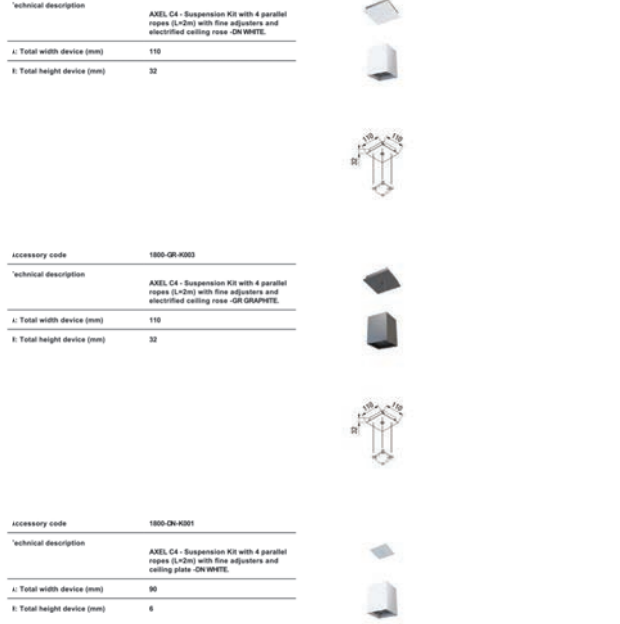 echnical description
AXEL C4 - Suspension Kit with 4 parallel
ropes (L=2m) with fine adjusters and
electrified ceiling rose -DN WHITE.
A: Total width device (mm) 110
B: Total height device (mm) 32
110 110
32
Accessory code 1800-GR-K003
echnical description
AXEL C4 - Suspension Kit with 4 parallel
ropes (L=2m) with fine adjusters and
electrified ceiling rose -GR GRAPHITE.
A: Total width device (mm) 110
B: Total height device (mm) 32
110 110
32
Accessory code 1800-DN-K001
echnical description
AXEL C4 - Suspension Kit with 4 parallel
ropes (L=2m) with fine adjusters and
ceiling plate -DN WHITE.
A: Total width device (mm) 90
B: Total height device (mm) 6